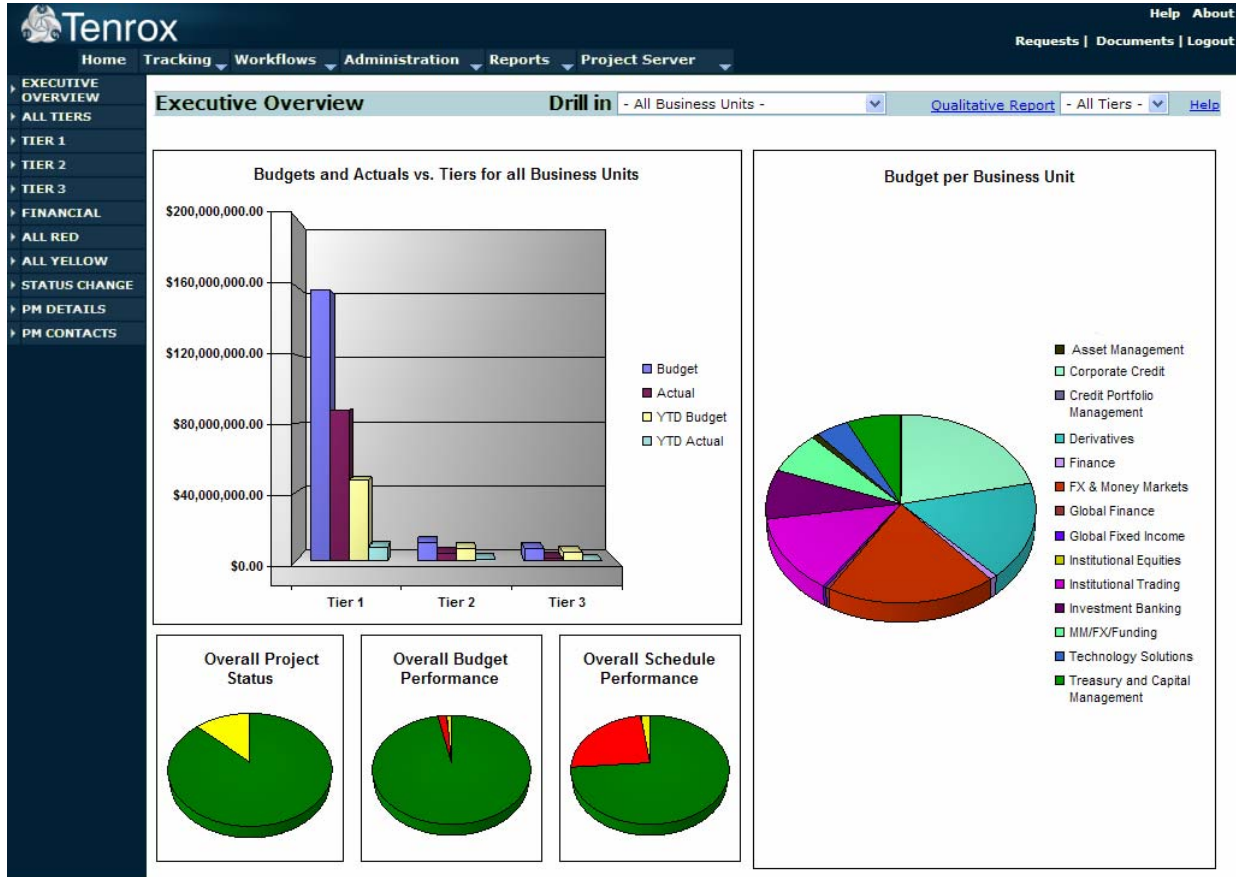 Tenrox
Help About
Requests | Documents | Logout
Home Tracking Workflows Administration Reports Project Server
EXECUTIVE
OVERVIEW
ALL TIERS
TIER 1
TIER 2
TIER 3
FINANCIAL
ALL RED
ALL YELLOW
STATUS CHANGE
PM DETAILS
PM CONTACTS
Executive Overview Drill in - All Business Units - Qualitative Report - All Tiers - Help
Budgets and Actuals vs. Tiers for all Business Units
$200,000,000.00
$160,000,000.00
$120,000,000.00
$80,000,000.00
$40,000,000.00
$0.00
Tier 1 Tier 2 Tier 3
Budget
Actual
YTD Budget
YTD Actual
Budget per Business Unit
Asset Management
Corporate Credit
Credit Portfolio
Management
Derivatives
Finance
FX & Money Markets
Global Finance
Global Fixed Income
Institutional Equities
Institutional Trading
Investment Banking
MM/FX/Funding
Technology Solutions
Treasury and Capital
Management
Overall Project
Status
Overall Budget
Performance
Overall Schedule
Performance